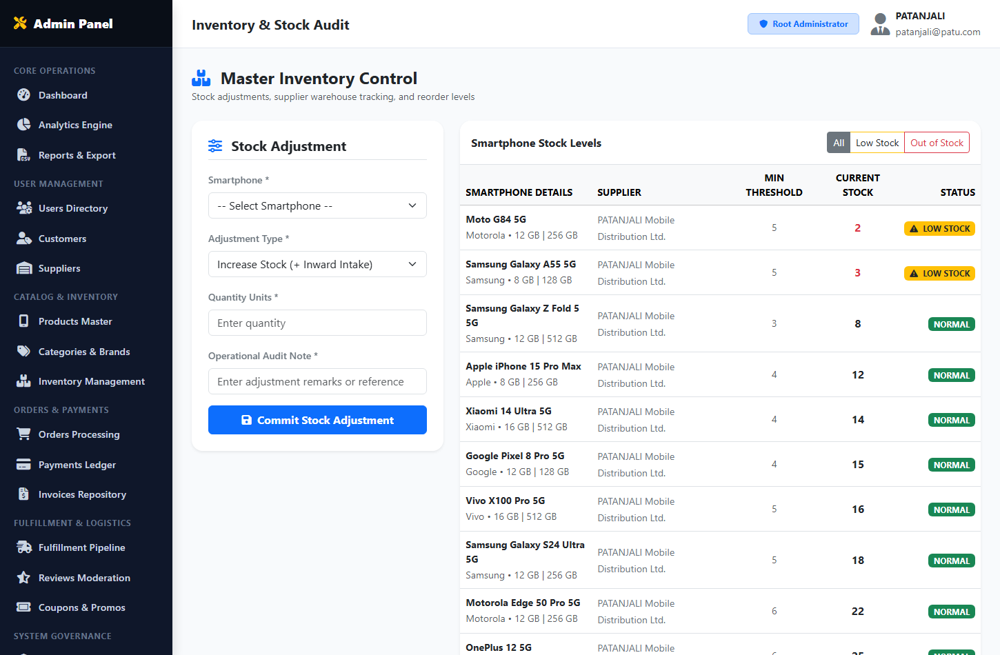 Admin Panel
CORE OPERATIONS
Dashboard
Analytics Engine
Reports & Export
USER MANAGEMENT
Users Directory
Customers
Suppliers
CATALOG & INVENTORY
Products Master
Categories & Brands
Inventory Management
ORDERS & PAYMENTS
Orders Processing
Payments Ledger
Invoices Repository
FULFILLMENT & LOGISTICS
Fulfillment Pipeline
Reviews Moderation
Coupons & Promos
SYSTEM GOVERNANCE
Inventory & Stock Audit
Root Administrator
PATANJALI
patanjali@patu.com
Master Inventory Control
Stock adjustments, supplier warehouse tracking, and reorder levels
Stock Adjustment
Smartphone *
-- Select Smartphone --
Adjustment Type *
Increase Stock (+ Inward Intake)
Quantity Units *
Enter quantity
Operational Audit Note *
Enter adjustment remarks or reference
Commit Stock Adjustment
Smartphone Stock Levels
All Low Stock Out of Stock
SMARTPHONE DETAILS SUPPLIER MIN THRESHOLD CURRENT STOCK STATUS
Moto G84 5G
Motorola • 12 GB | 256 GB
PATANJALI Mobile
Distribution Ltd.
5 2 LOW STOCK
Samsung Galaxy A55 5G
Samsung • 8 GB | 128 GB
PATANJALI Mobile
Distribution Ltd.
5 3 LOW STOCK
Samsung Galaxy Z Fold 5
5G
Samsung • 12 GB | 512 GB
PATANJALI Mobile
Distribution Ltd.
3 8 NORMAL
Apple iPhone 15 Pro Max
Apple • 8 GB | 256 GB
PATANJALI Mobile
Distribution Ltd.
4 12 NORMAL
Xiaomi 14 Ultra 5G
Xiaomi • 16 GB | 512 GB
PATANJALI Mobile
Distribution Ltd.
4 14 NORMAL
Google Pixel 8 Pro 5G
Google • 12 GB | 128 GB
PATANJALI Mobile
Distribution Ltd.
4 15 NORMAL
Vivo X100 Pro 5G
Vivo • 16 GB | 512 GB
PATANJALI Mobile
Distribution Ltd.
5 16 NORMAL
Samsung Galaxy S24 Ultra
5G
Samsung • 12 GB | 256 GB
PATANJALI Mobile
Distribution Ltd.
5 18 NORMAL
Motorola Edge 50 Pro 5G
Motorola • 12 GB | 256 GB
PATANJALI Mobile
Distribution Ltd.
6 22 NORMAL
OnePlus 12 5G
PATANJALI Mobile